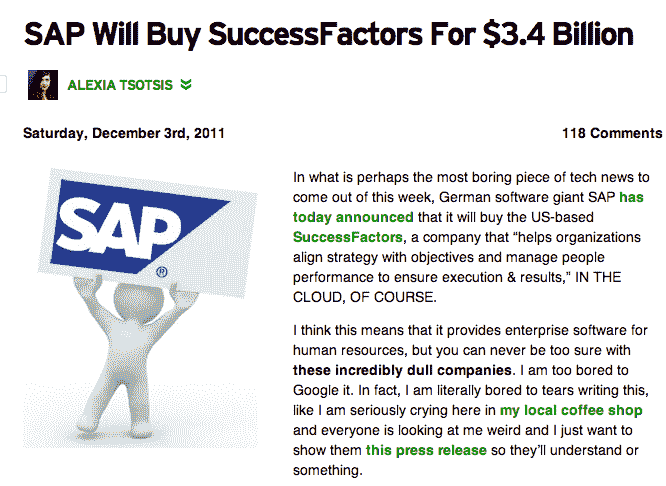 SAP Will Buy SuccessFactors For $3.4 Billion
ALEXIA TSOTSIS
Saturday, December 3rd, 2011
118 Comments
SAP
®
In what is perhaps the most boring piece of tech news to
come out of this week, German software giant SAP has
today announced that it will buy the US-based
SuccessFactors, a company that “helps organizations
align strategy with objectives and manage people
performance to ensure execution & results,” IN THE
CLOUD, OF COURSE.
I think this means that it provides enterprise software for
human resources, but you can never be too sure with
these incredibly dull companies. I am too bored to
Google it. In fact, I am literally bored to tears writing this,
like I am seriously crying here in my local coffee shop
and everyone is looking at me weird and I just want to
show them this press release so they’ll understand or
something.